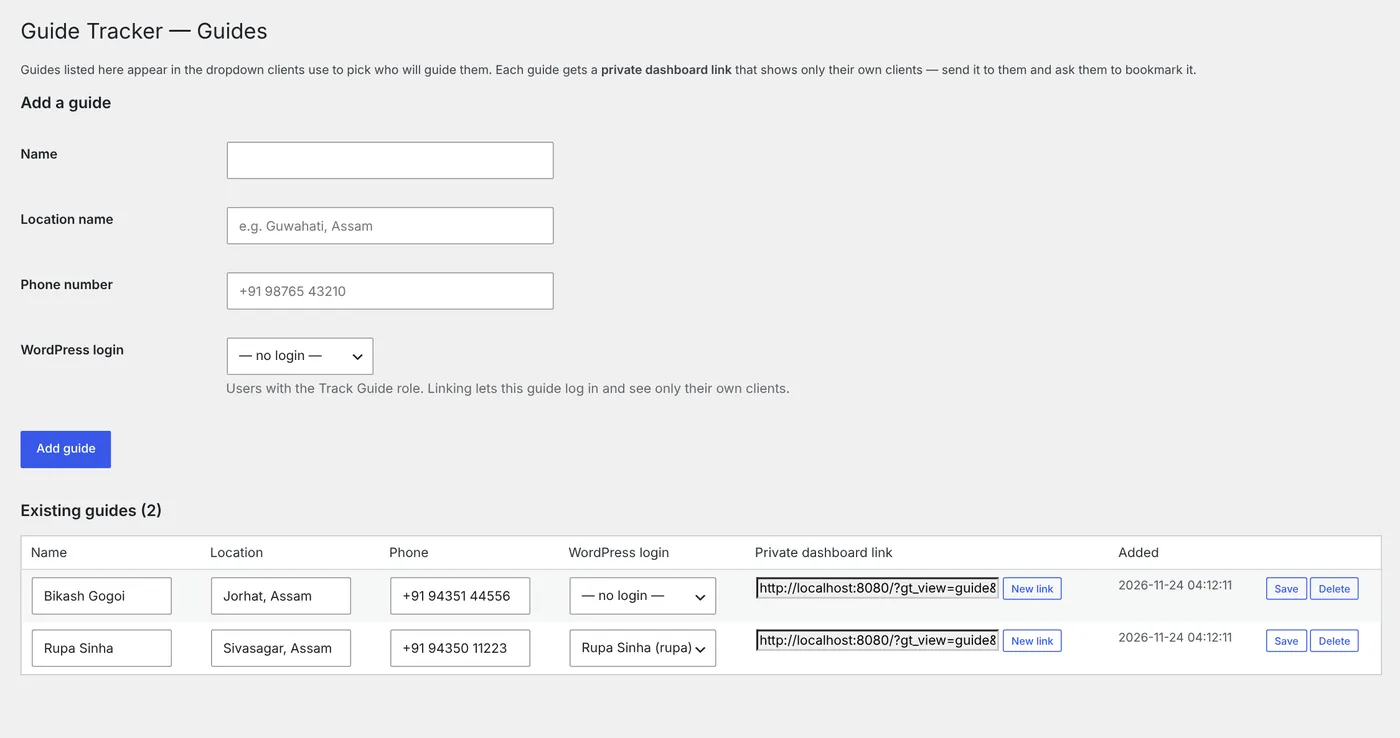 Guide Tracker — Guides
Guides listed here appear in the dropdown clients use to pick who will guide them. Each guide gets a private dashboard link that shows only their own clients — send it to them and ask them to bookmark it.
Add a guide
Name
Location name
e.g. Guwahati, Assam
Phone number
+91 98765 43210
WordPress login
— no login —
Users with the Track Guide role. Linking lets this guide log in and see only their own clients.
Add guide
Existing guides (2)
Name Location Phone WordPress login Private dashboard link Added
Bikash Gogoi Jorhat, Assam +91 94351 44556 — no login — http://localhost:8080/?gt_view=guide& New link 2026-11-24 04:12:11 Save Delete
Rupa Sinha Sivasagar, Assam +91 94350 11223 Rupa Sinha (rupa) http://localhost:8080/?gt_view=guide& New link 2026-11-24 04:12:11 Save Delete